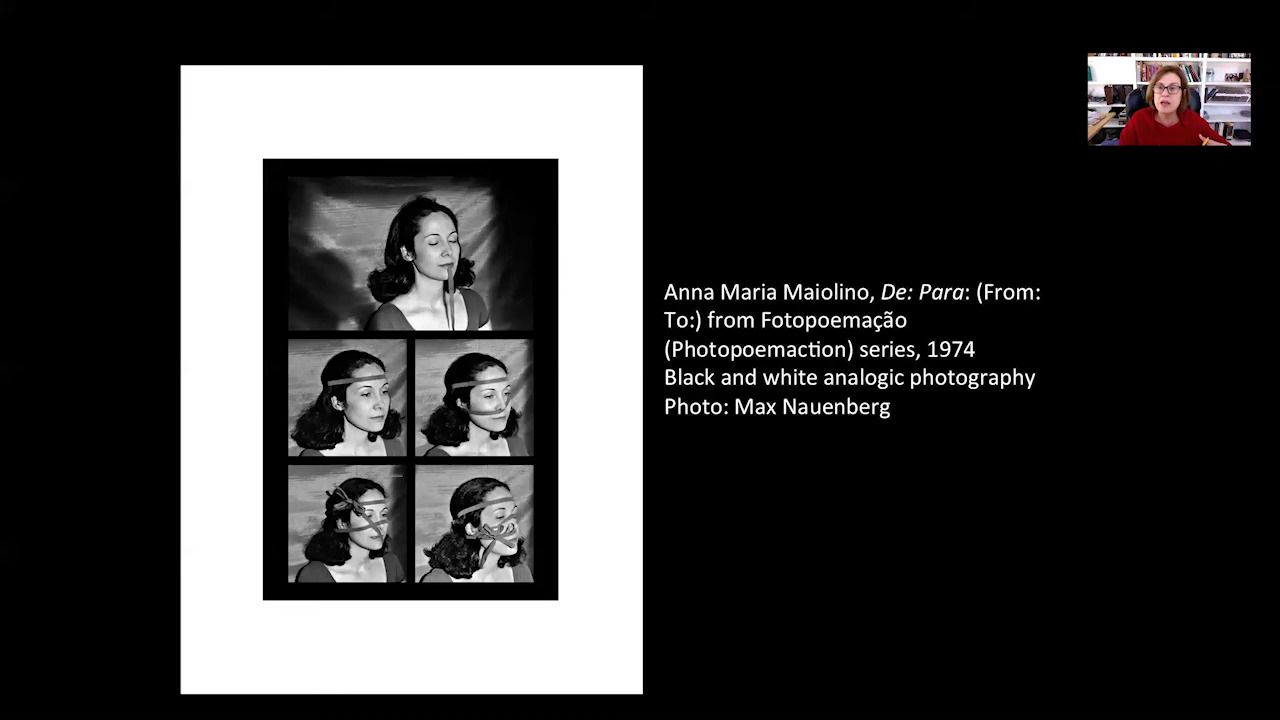 Anna Maria Maiolino, De: Para: (From:
To:) from Fotopoemação
(Photopoemaction) series, 1974
Black and white analogic photography
Photo: Max Nauenberg